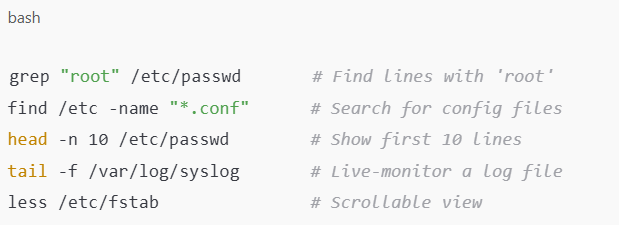 bash
grep "root" /etc/passwd # Find lines with 'root'
find /etc -name "*.conf" # Search for config files
head -n 10 /etc/passwd # Show first 10 lines
tail -f /var/log/syslog # Live-monitor a log file
less /etc/fstab # Scrollable view